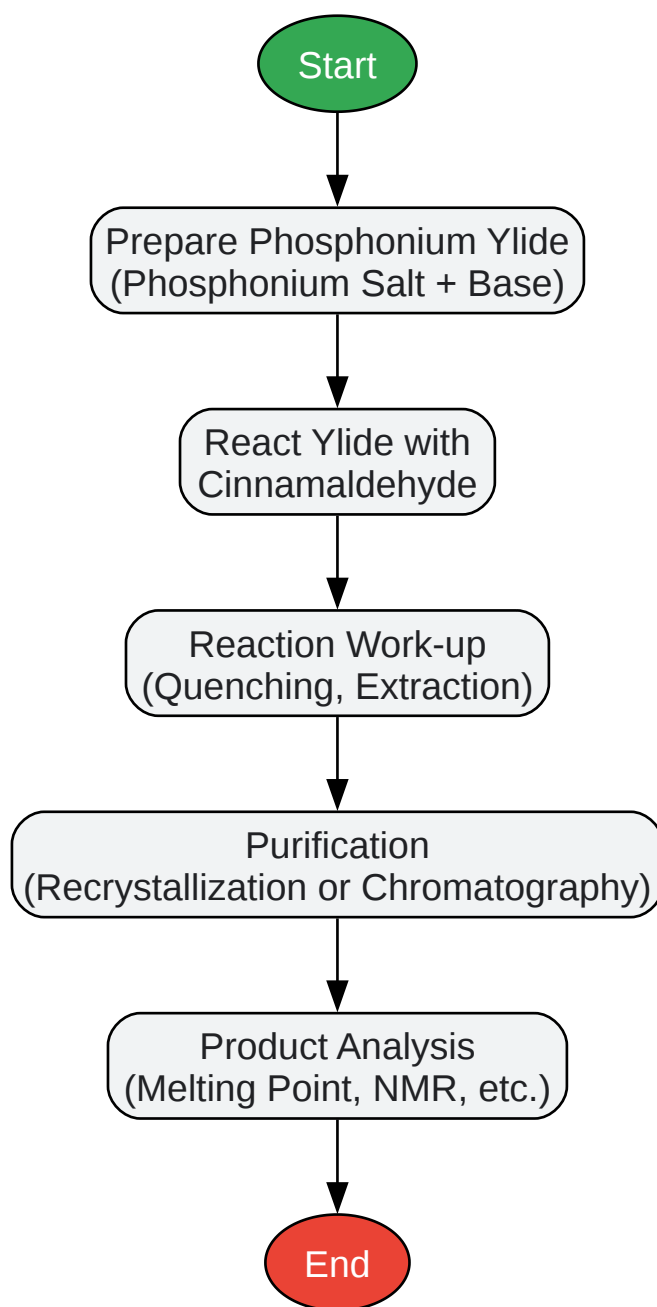 Start
Prepare Phosphonium Ylide
(Phosphonium Salt + Base)
React Ylide with
Cinnamaldehyde
Reaction Work-up
(Quenching, Extraction)
Purification
(Recrystallization or Chromatography)
Product Analysis
(Melting Point, NMR, etc.)
End